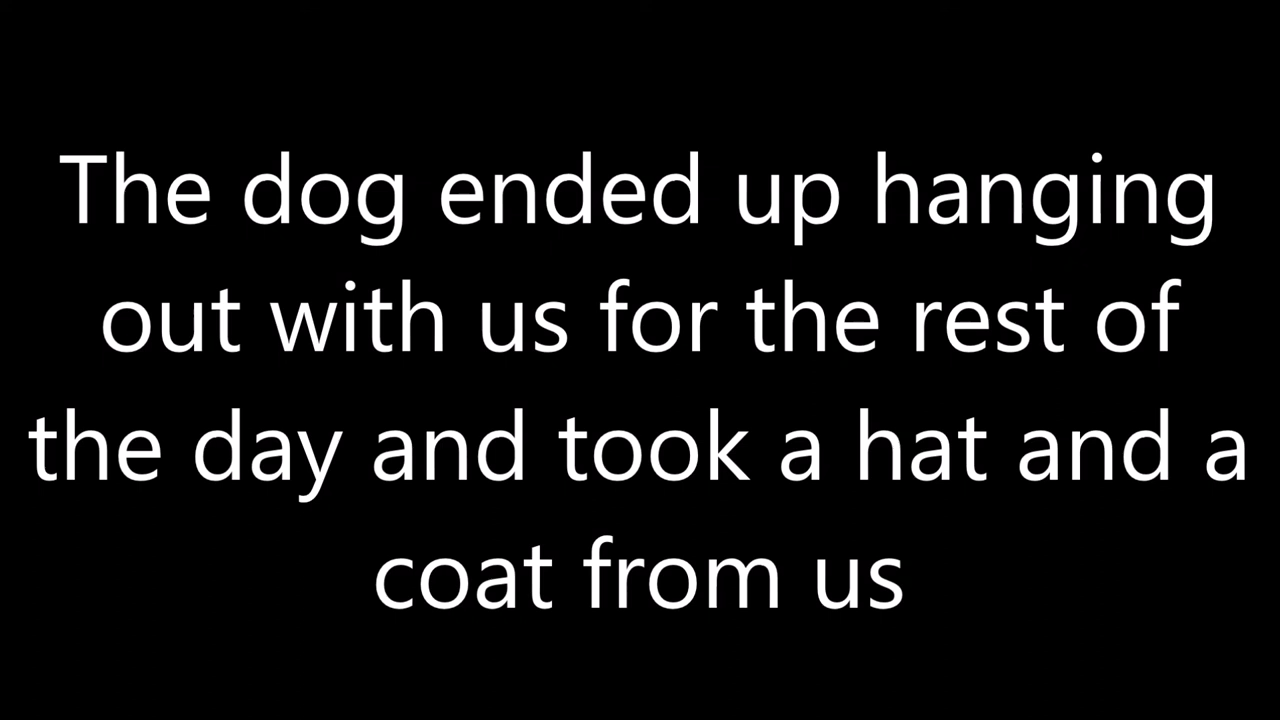 The dog ended up hanging
out with us for the rest of
the day and took a hat and a
coat from us